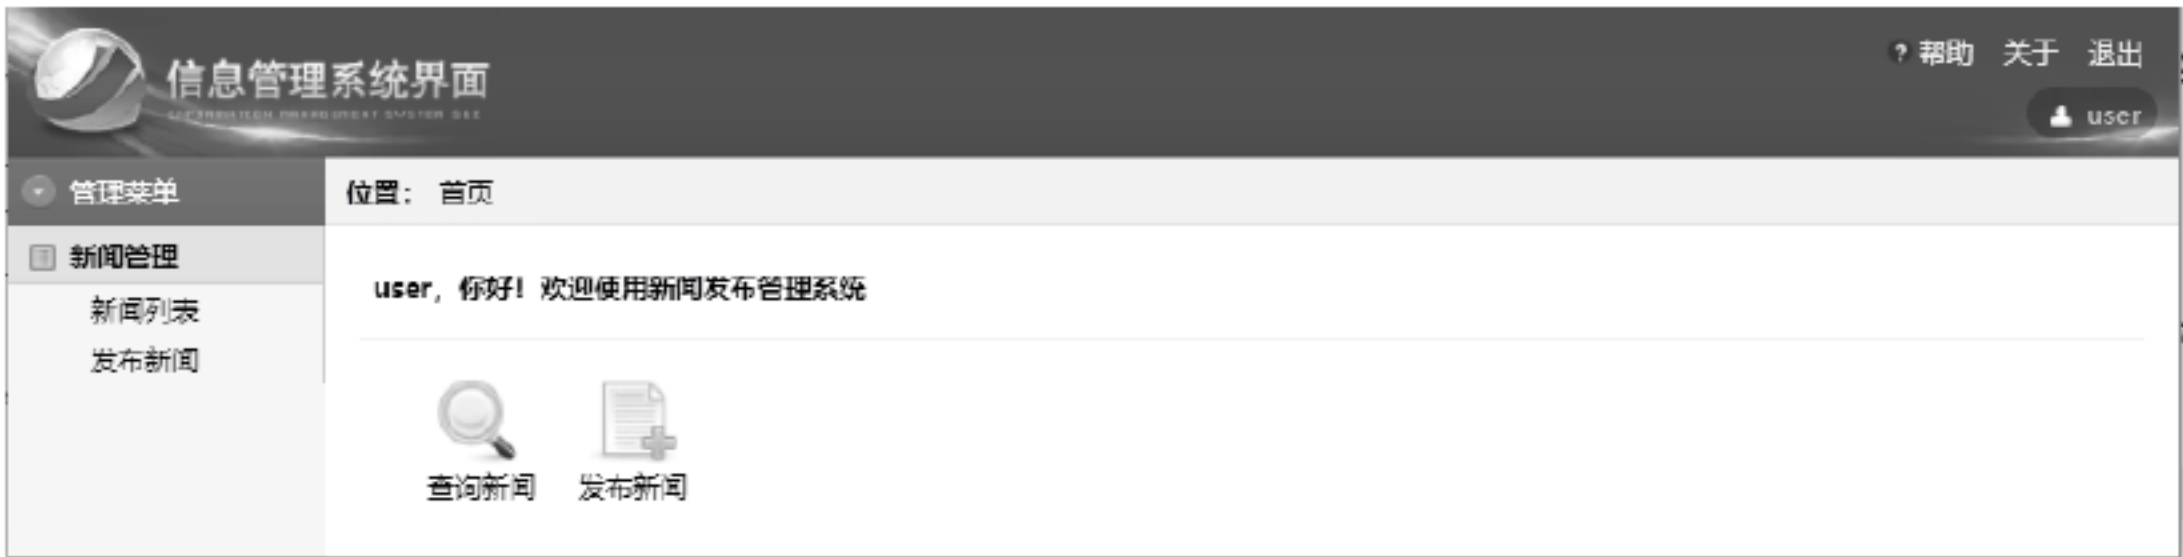 信息管理系统界面
帮助 关于 退出
user
管理菜单
位置： 首页
新闻管理
新闻列表
发布新闻
user，你好！欢迎使用新闻发布管理系统
查询新闻 发布新闻